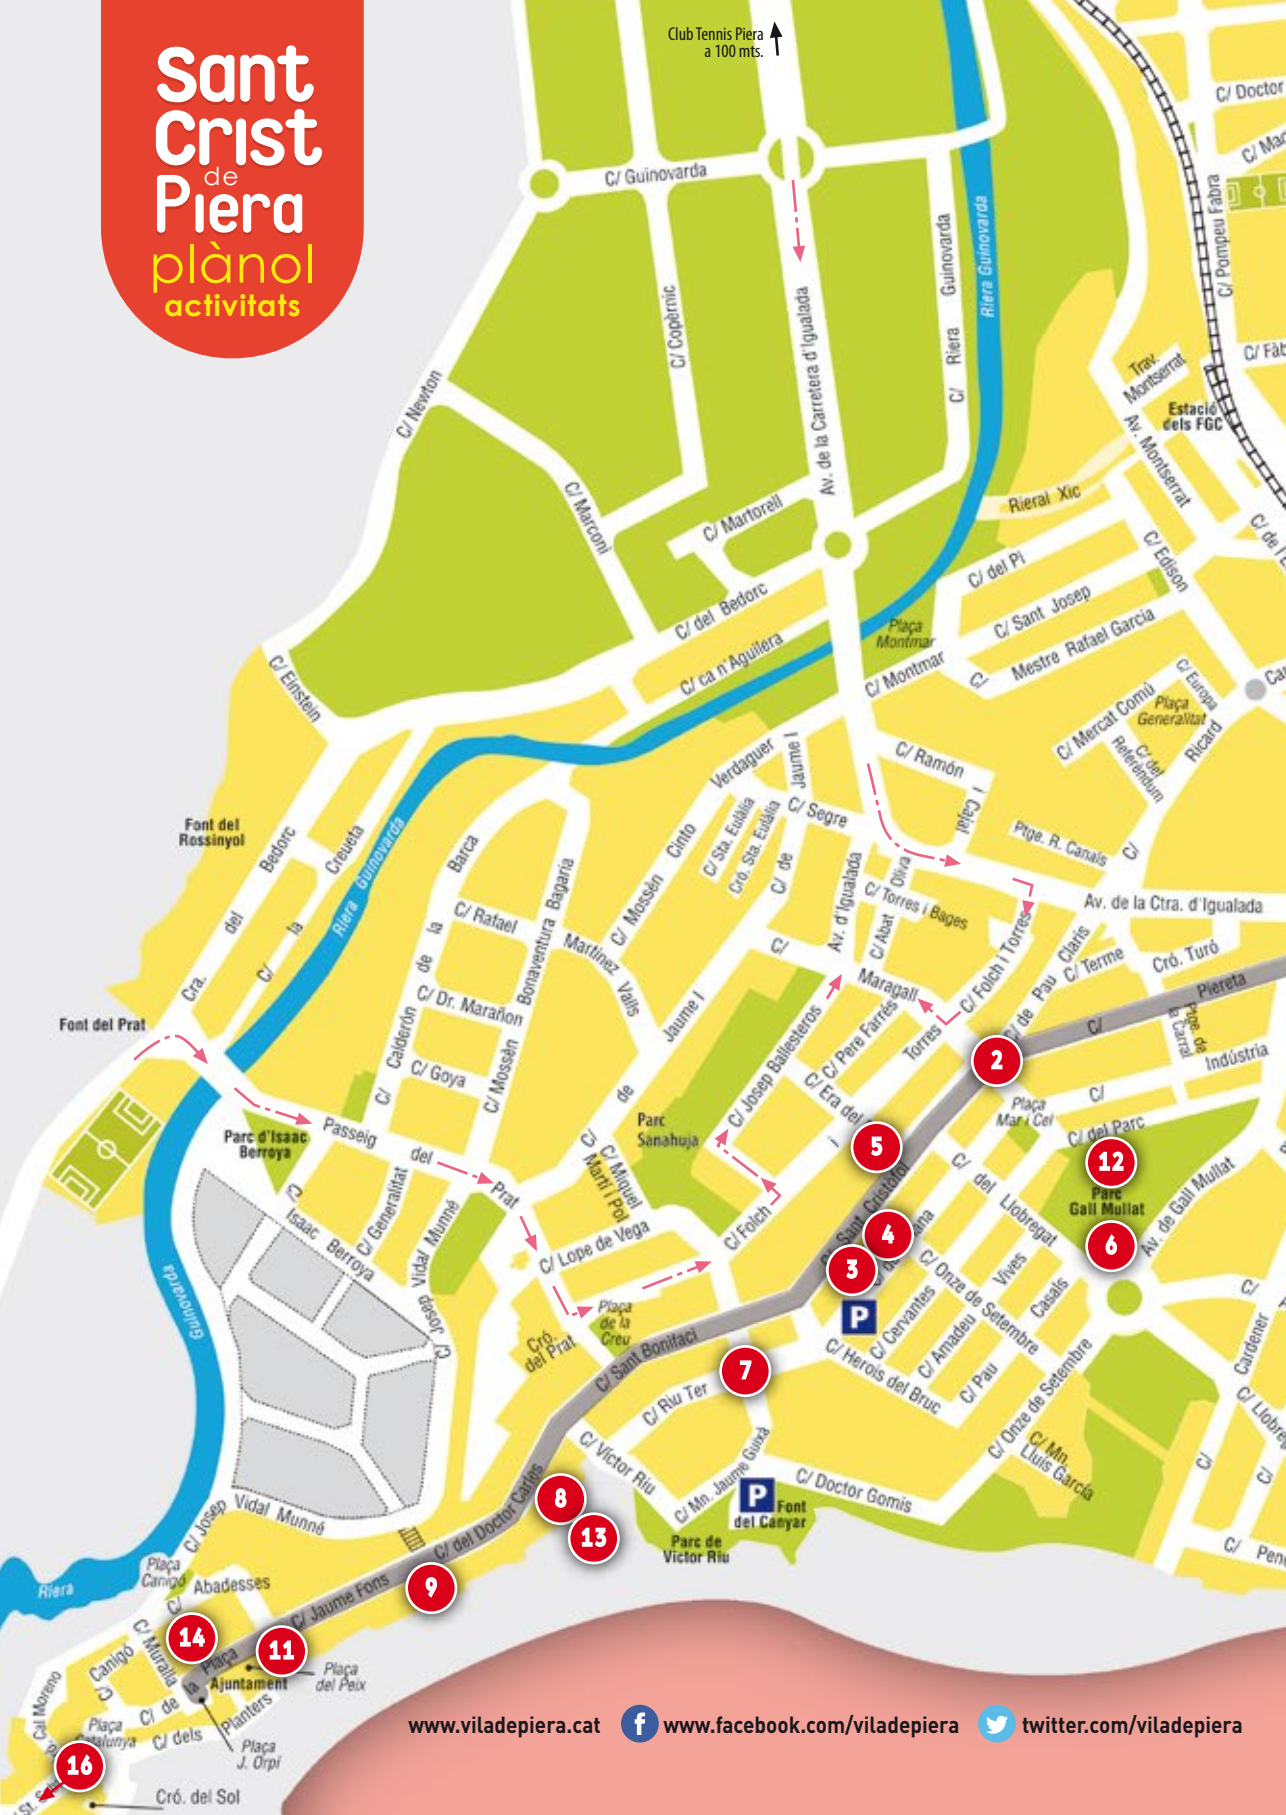 Sant
Crist
de
Piera
plànol
activitats
Club Tennis Piera
a 100 mts.
C/ Doctor
C/ Guinovarda
C/ Pompeu Fabra
Riera Guinovarda
C/ Riera Guinovarda
C/ Copèrnic
Av. de la Carretera d'Igualada
C/ Newton
Trav.
Montserrat
Estació
dels FGC
Av. Montserrat
C/ Marconi
C/ Martorell
Rieral Xic
C/ Edison
C/ del Pi
C/ del Bedorc
C/ Sant Josep
Plaça
Montmar
C/ Mestre Rafael Garcia
C/ ca n'Aguilera
C/ Montmar
C/ Einstein
C/ Europa
C/ Mercat Comú
Plaça
Generalitat
C/ del
Referèndum
C/ Ricard
C/ Ramón i Cajal
C/ Mossèn Cinto Verdaguer
C/ de Jaume I
C/ Segre
C/ Sta. Eulàlia
Cró. Sta. Eulàlia
Font del
Rossinyol
Cra. del Bedorc
C/ la Creueta
Riera Guinovarda
C/ Calderón de la Barca
C/ Mossèn Bonaventura Bagaria
C/ Rafael Martínez Valls
Av. d'Igualada
C/ Abat Oliva
C/ Torres i Bages
Ptge. R. Canals
Av. de la Ctra. d'Igualada
C/ Folch i Torres
C/ de Pau Claris
C/ Terme
Cró. Turó
C/ Piereta
C/ Maragall
C/ Dr. Marañon
C/ Goya
Font del Prat
C/ Josep Ballesteros
C/ Pere Farrés
C/ Era del
Ptge. de
la Carral
C/ Indústria
2
Plaça
Mar i Cel
C/ del Parc
Parc
Sanahuja
5
12
Parc
Gall Mullat
6
Av. de Gall Mullat
Parc d'Isaac
Berroya
Passeig del Prat
C/ Miquel
Martí i Pol
C/ Isaac Berroya
C/ Generalitat
C/ Josep Vidal Munné
C/ Lope de Vega
C/ Folch i Torres
C/ Sant Cristòfol
4
3
P
C/ del Llobregat
C/ Onze de Setembre
C/ Cervantes
C/ Amadeu Vives
C/ Pau Casals
C/ Herois del Bruc
C/ Onze de Setembre
C/ Mn.
Lluís García
C/ Cardener
Guinovarda
Plaça
de la
Creu
Cró.
del Prat
C/ Sant Bonifaci
7
C/ Riu Ter
C/ Víctor Riu
C/ Mn. Jaume Guixà
P
Font
del Canyar
C/ Doctor Gomis
Parc de
Víctor Riu
8
13
C/ del Doctor Carles
9
C/ Josep Vidal Munné
Plaça
Canigó
C/ Abadesses
C/ Jaume Fons
Riera
14
11
C/ Muralla
C/ Canigó
Plaça
Ajuntament
Plaça
del Peix
Cal Moreno
C/ de la
C/ dels Planters
Plaça
Catalunya
Plaça
J. Orpí
16
Cró. del Sol
www.viladepiera.cat
www.facebook.com/viladepiera
twitter.com/viladepiera